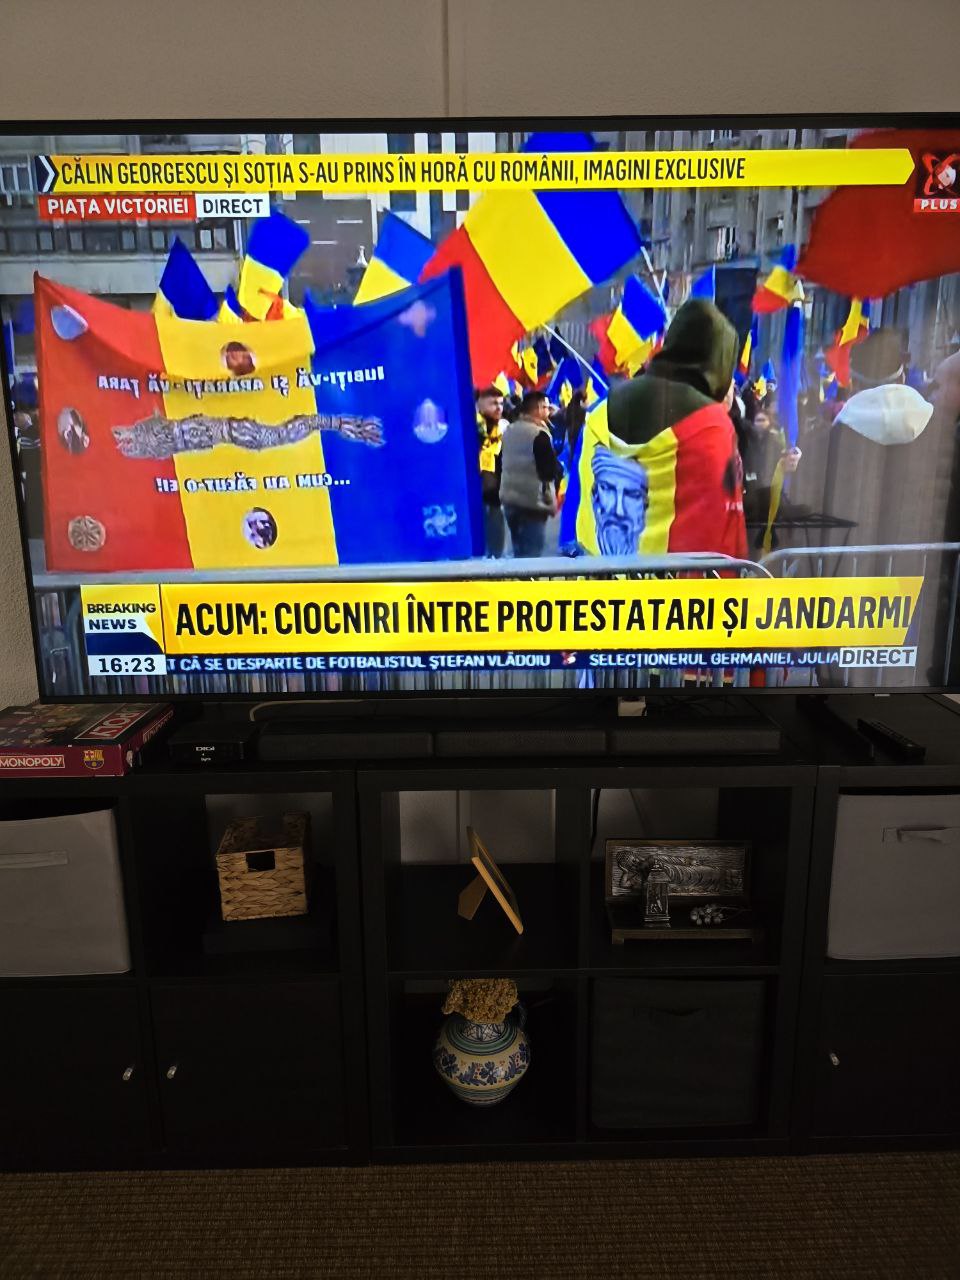 CĂLIN GEORGESCU ȘI SOȚIA S-AU PRINS ÎN HORĂ CU ROMÂNII, IMAGINI EXCLUSIVE
PIAȚA VICTORIEI DIRECT
PLUS
IUBIȚI-VĂ ȘI APĂRAȚI-VĂ ȚARA
...CUM AU FĂCUT-O EI!
BREAKING NEWS
ACUM: CIOCNIRI ÎNTRE PROTESTATARI ȘI JANDARMI
16:23
T CĂ SE DESPARTE DE FOTBALISTUL ȘTEFAN VLĂDOIU SELECȚIONERUL GERMANIEI, JULIA
DIRECT
MONOPOLY
DIGI